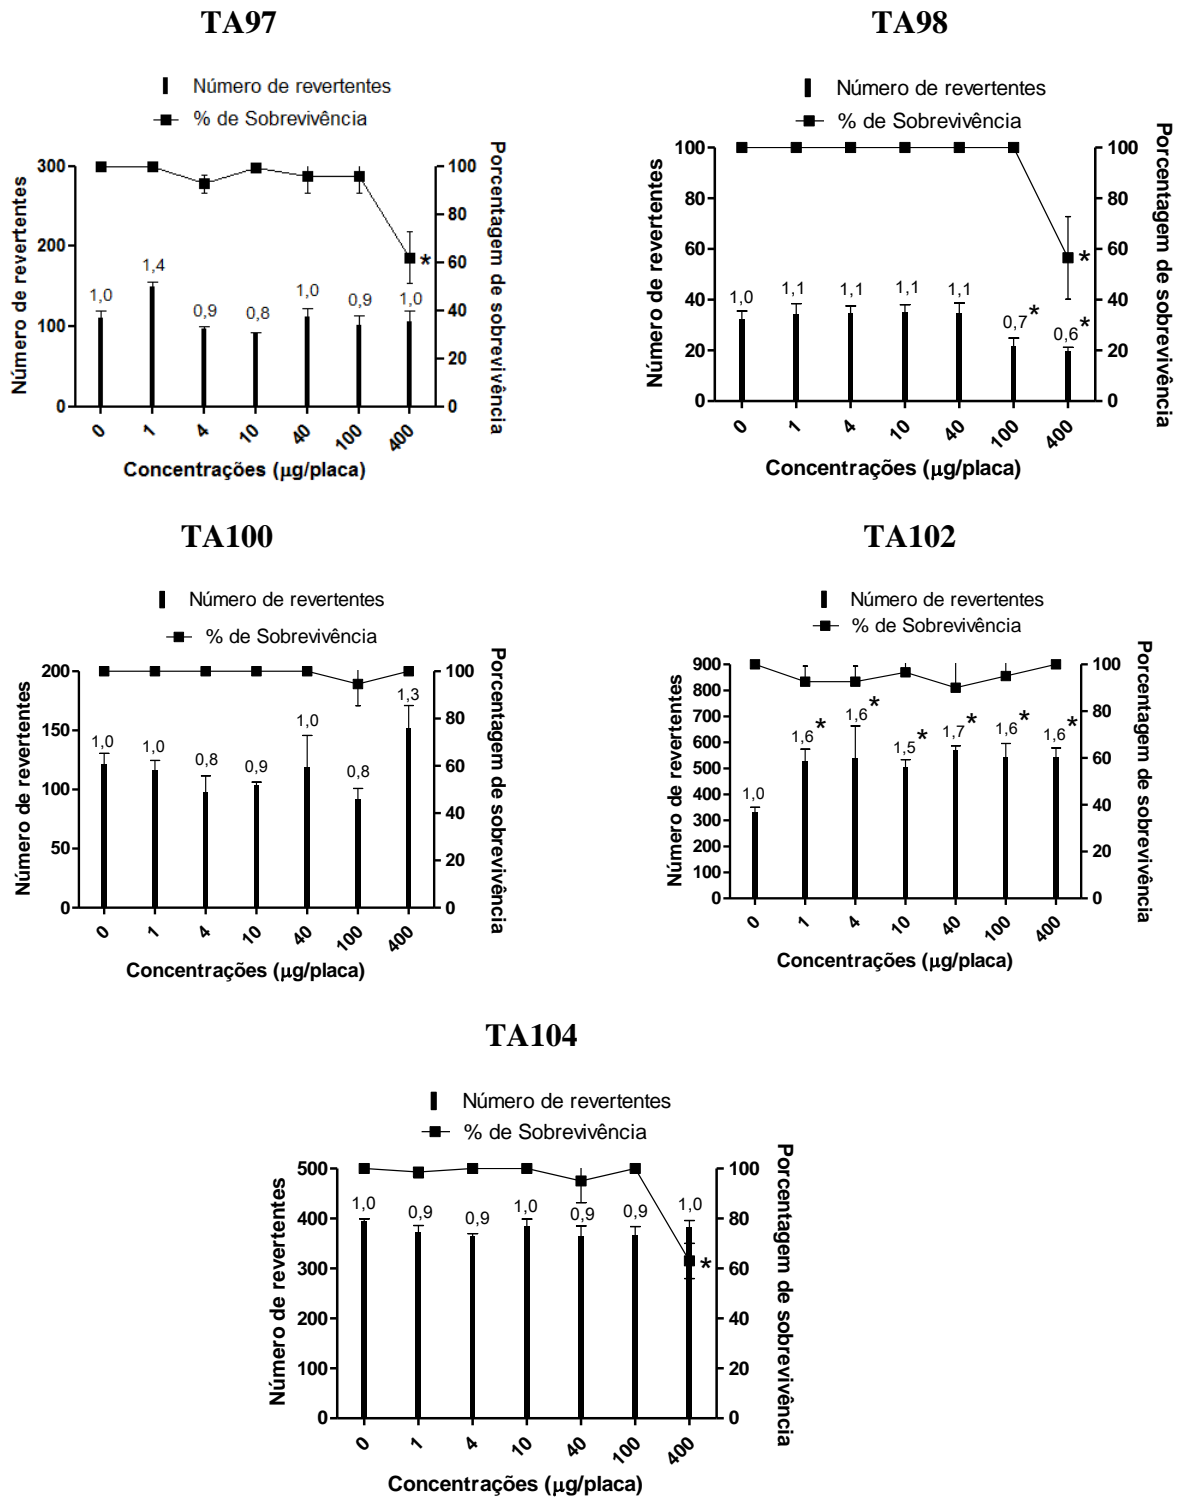 TA97
Número de revertentes
% de Sobrevivência
Número de revertentes
300
200
100
0
1,0
1,4
0,9
0,8
1,0
0,9
1,0
*
100
80
60
40
20
0
Porcentagem de sobrevivência
0 1 4 10 40 100 400
Concentrações (µg/placa)
TA98
Número de revertentes
% de Sobrevivência
Número de revertentes
100
80
60
40
20
0
1,0
1,1
1,1
1,1
1,1
0,7*
0,6*
*
100
80
60
40
20
0
Porcentagem de sobrevivência
0 1 4 10 40 100 400
Concentrações (µg/placa)
TA100
Número de revertentes
% de Sobrevivência
Número de revertentes
200
150
100
50
0
1,0
1,0
0,8
0,9
1,0
0,8
1,3
100
80
60
40
20
0
Porcentagem de sobrevivência
0 1 4 10 40 100 400
Concentrações (µg/placa)
TA102
Número de revertentes
% de Sobrevivência
Número de revertentes
900
800
700
600
500
400
300
200
100
0
1,0
1,6*
1,6*
1,5*
1,7*
1,6*
1,6*
100
80
60
40
20
0
Porcentagem de sobrevivência
0 1 4 10 40 100 400
Concentrações (µg/placa)
TA104
Número de revertentes
% de Sobrevivência
Número de revertentes
500
400
300
200
100
0
1,0
0,9
0,9
1,0
0,9
0,9
1,0
*
100
80
60
40
20
0
Porcentagem de sobrevivência
0 1 4 10 40 100 400
Concentrações (µg/placa)